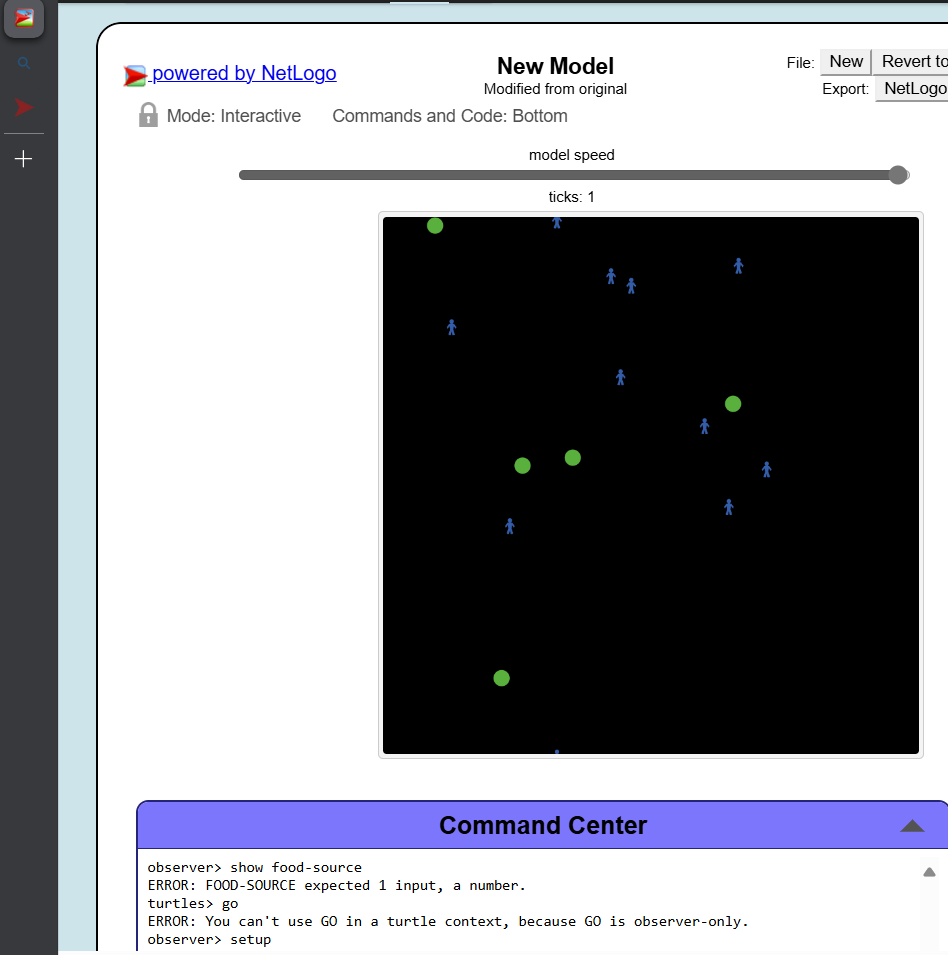 powered by NetLogo
New Model
Modified from original
File: New Revert to
Export: NetLogo
Mode: Interactive
Commands and Code: Bottom
model speed
ticks: 1
Command Center
observer> show food-source
ERROR: FOOD-SOURCE expected 1 input, a number.
turtles> go
ERROR: You can't use GO in a turtle context, because GO is observer-only.
observer> setup